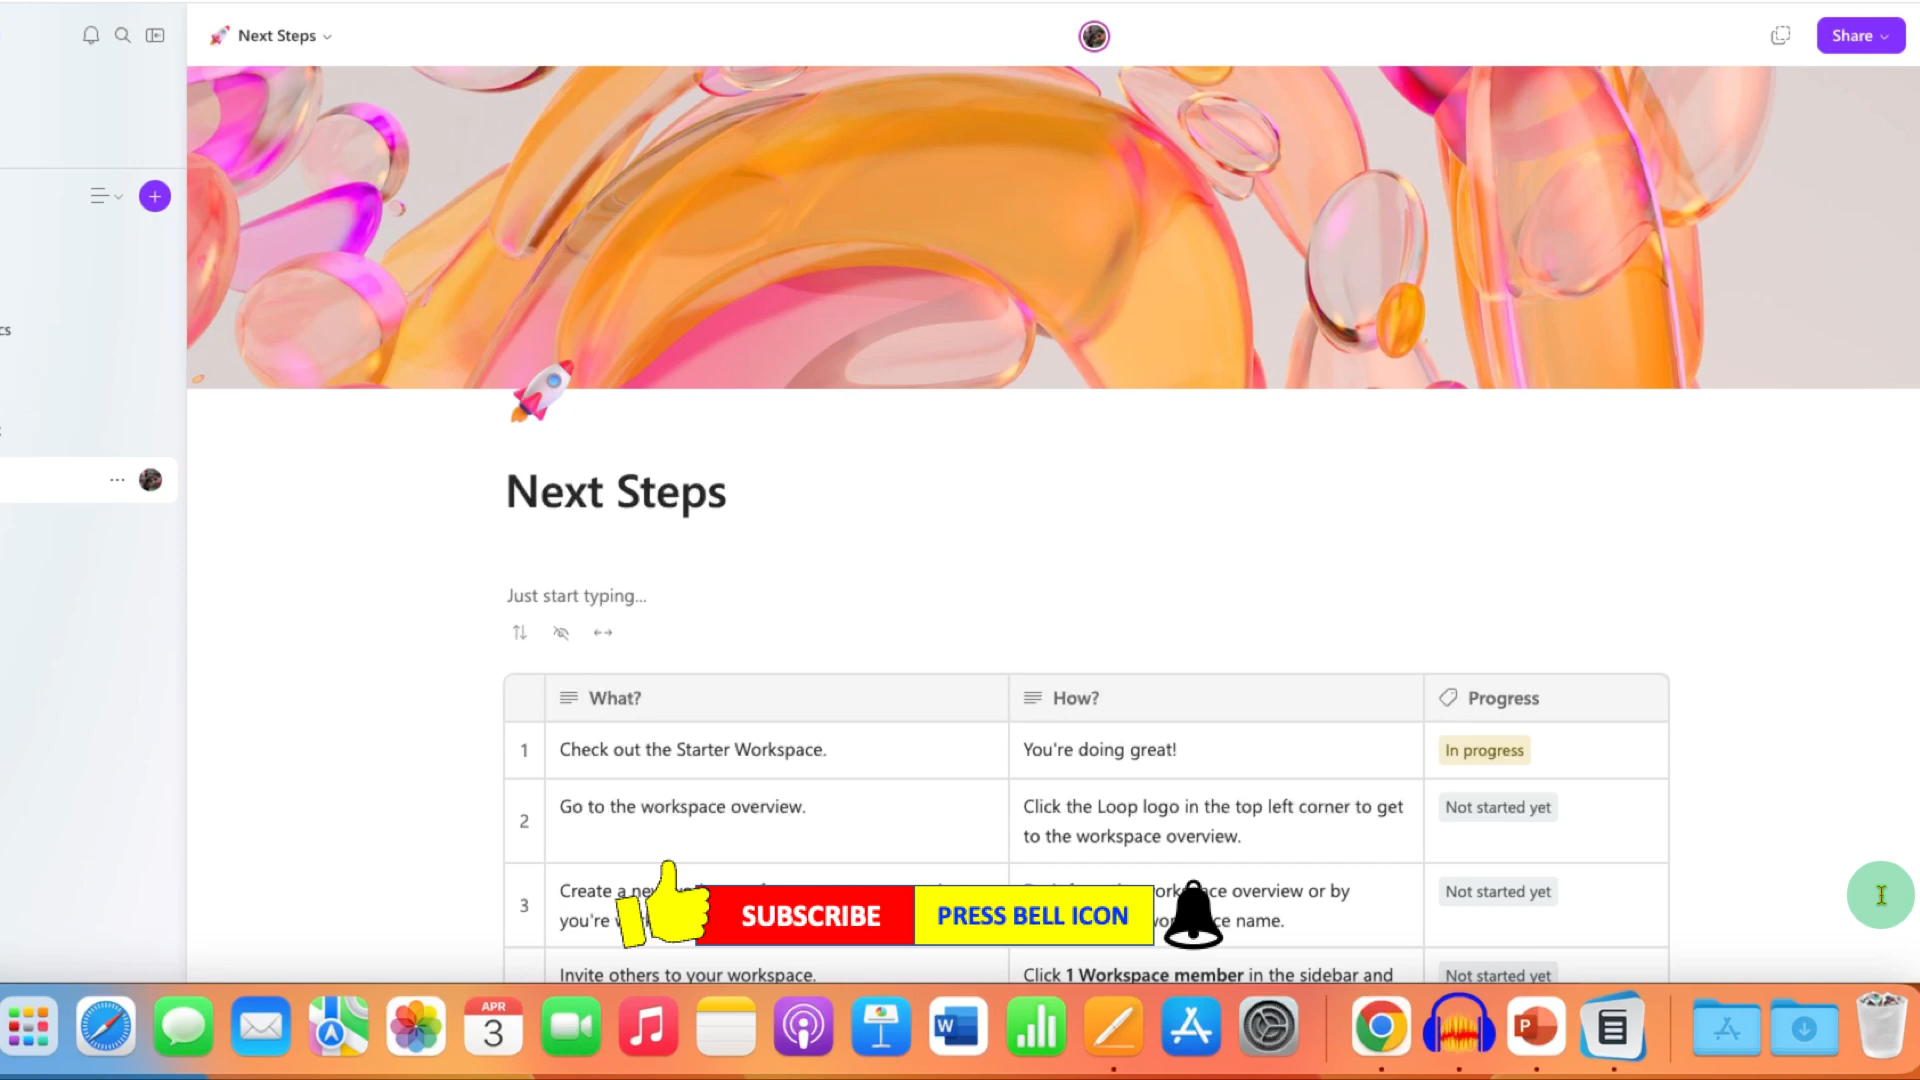 Next Steps
Share
cs
Next Steps
Just start typing...
What?
How?
Progress
1
Check out the Starter Workspace.
You're doing great!
In progress
2
Go to the workspace overview.
Click the Loop logo in the top left corner to get
to the workspace overview.
Not started yet
3
Create a
you're
overview or by
name.
Not started yet
SUBSCRIBE
PRESS BELL ICON
Invite others to your workspace.
Click 1 Workspace member in the sidebar and
Not started yet
APR
3
W
P